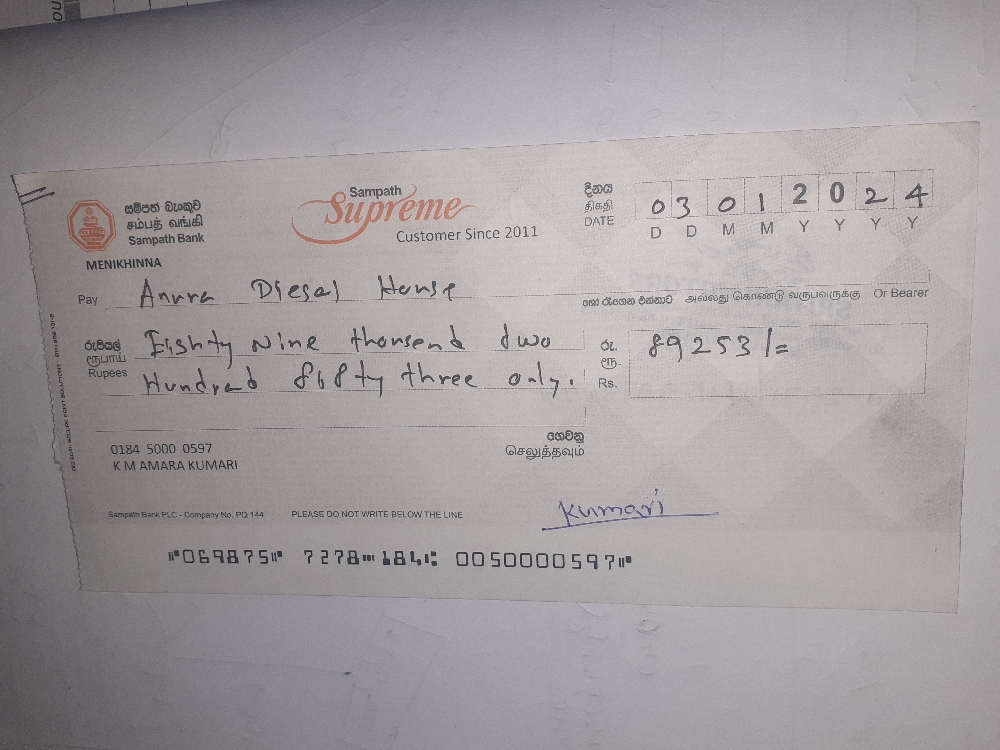 සම්පත් බැංකුව
சம்பத் வங்கி
Sampath Bank
MENIKHINNA
Sampath
Supreme
Customer Since 2011
දිනය
திகதி
DATE
0 3 0 1 2 0 2 4
D D M M Y Y Y Y
Pay Anura Diesel House
හෝ රැගෙන එන්නාට அல்லது கொண்டு வருபவருக்கு Or Bearer
රුපියල්
ரூபாய்
Rupees
Eighty Nine thousend two
Hundred fifty three only.
රු.
ரூ.
Rs.
89253/=
ගෙවනු
செலுத்தவும்
0184 5000 0597
K M AMARA KUMARI
Sampath Bank PLC - Company No. PQ 144 PLEASE DO NOT WRITE BELOW THE LINE
Kumari
⑈069875⑈ 7278⑉184⑆ 0050000597⑈